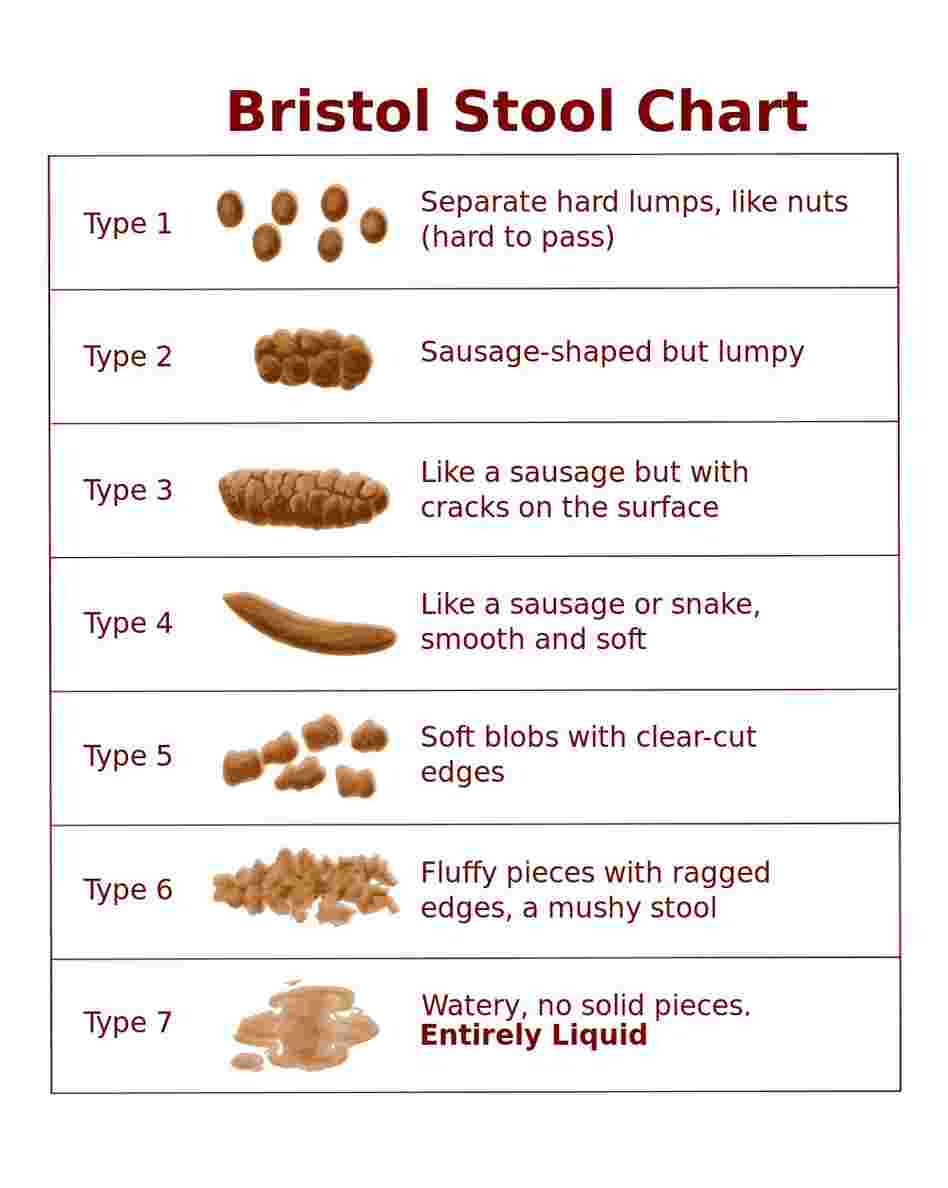 Bristol Stool Chart
Type 1
Separate hard lumps, like nuts
(hard to pass)
Type 2
Sausage-shaped but lumpy
Type 3
Like a sausage but with
cracks on the surface
Type 4
Like a sausage or snake,
smooth and soft
Type 5
Soft blobs with clear-cut
edges
Type 6
Fluffy pieces with ragged
edges, a mushy stool
Type 7
Watery, no solid pieces.
Entirely Liquid